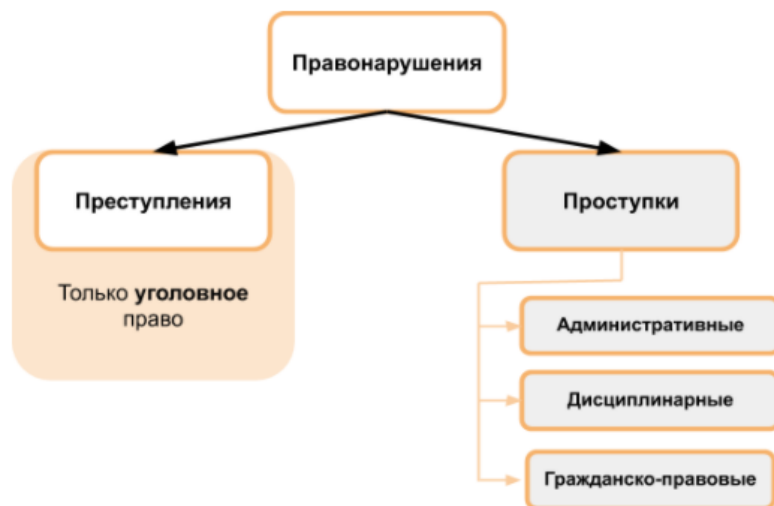 Правонарушения
Преступления
Проступки
Только уголовное
право
Административные
Дисциплинарные
Гражданско-правовые